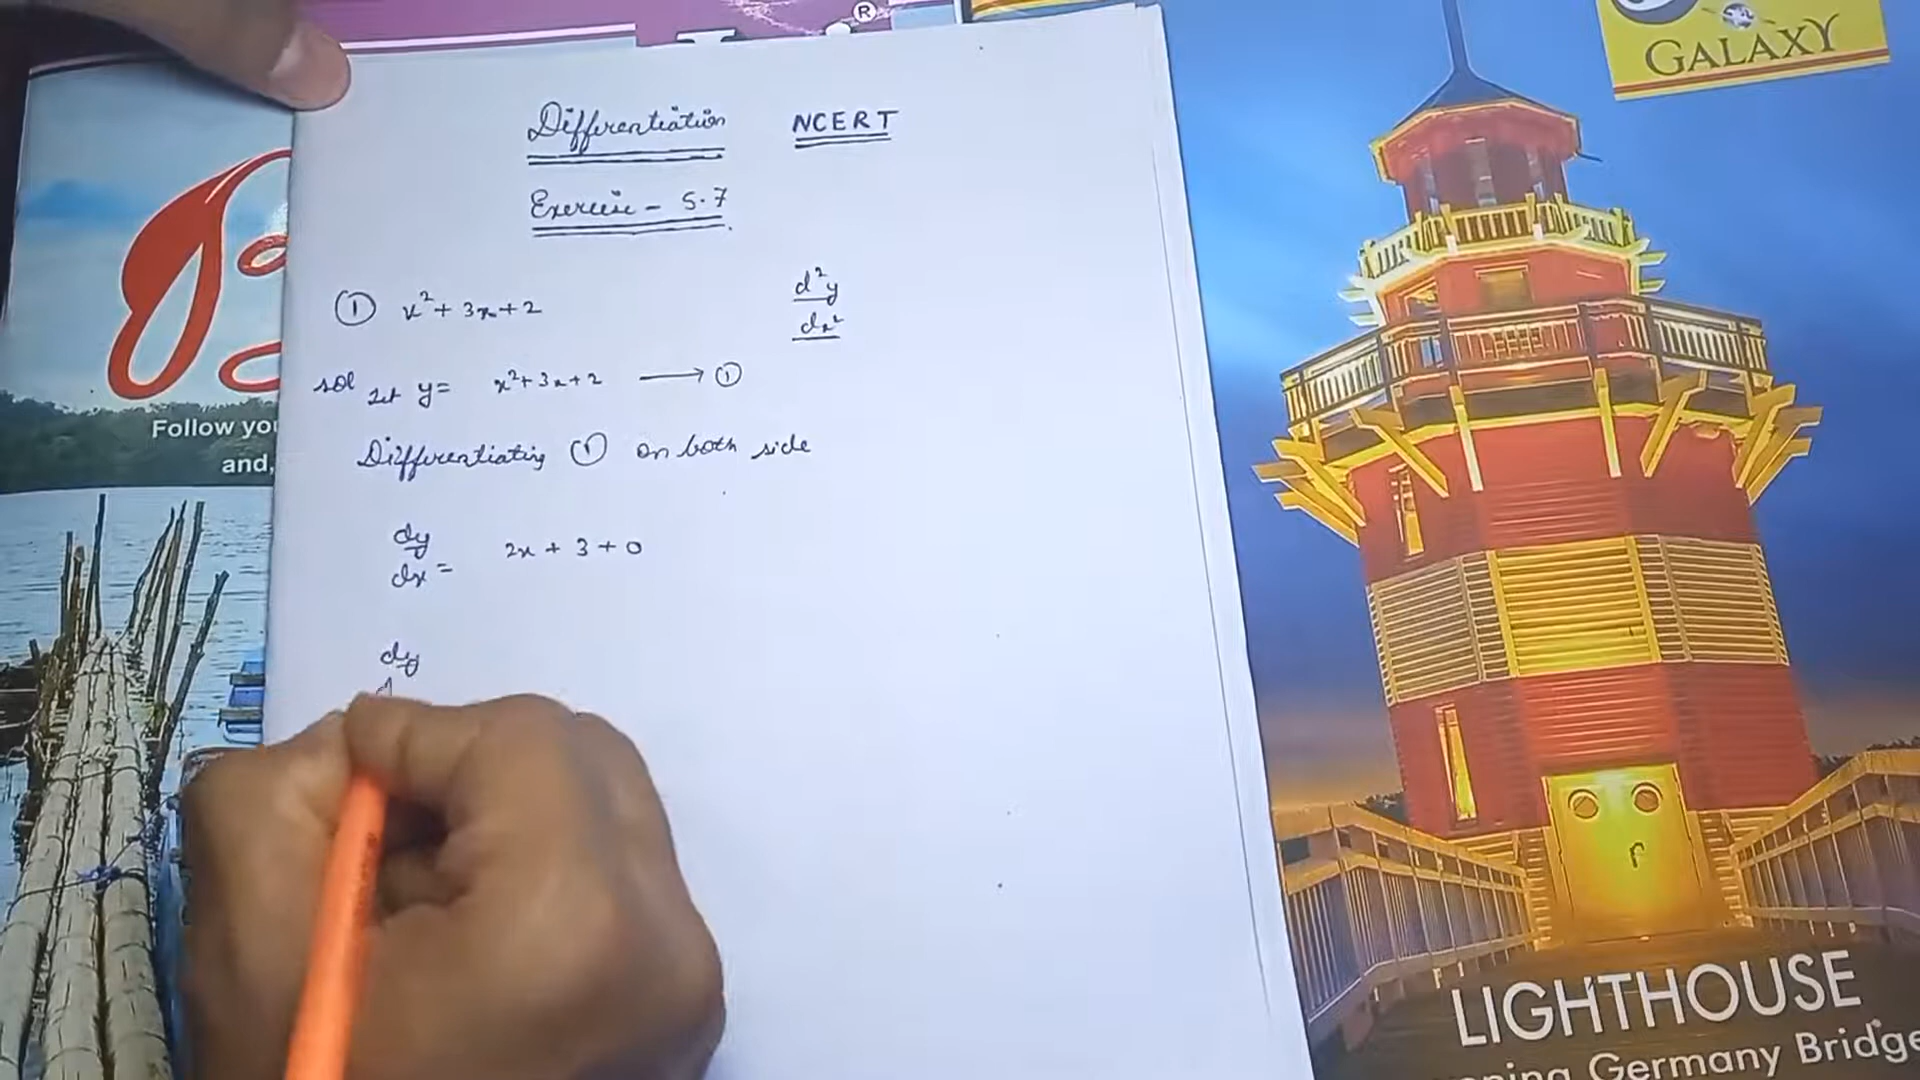 ®
GALAXY
Differentiation NCERT
Exercise - 5.7
① x² + 3x + 2
d²y
dx²
sol Let y = x² + 3x + 2 ⟶ ①
Differentiating ① on both side
dy
dx = 2x + 3 + 0
dy
d
Follow you
and,
LIGHTHOUSE
Germany Bridge